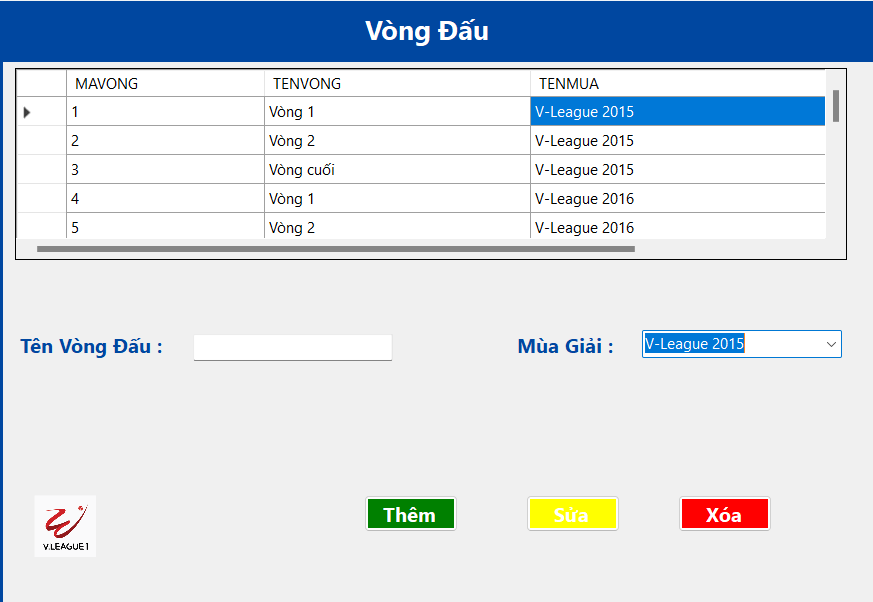 Vòng Đấu
MAVONG TENVONG TENMUA
1 Vòng 1 V-League 2015
2 Vòng 2 V-League 2015
3 Vòng cuối V-League 2015
4 Vòng 1 V-League 2016
5 Vòng 2 V-League 2016
Tên Vòng Đấu : Mùa Giải : V-League 2015
Thêm Sửa Xóa
V.LEAGUE 1